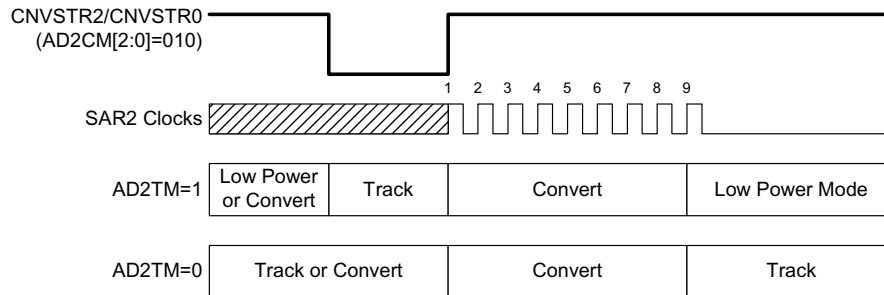 CNVSTR2/CNVSTR0
(AD2CM[2:0]=010)
1 2 3 4 5 6 7 8 9
SAR2 Clocks
AD2TM=1
Low Power
or Convert
Track
Convert
Low Power Mode
AD2TM=0
Track or Convert
Convert
Track